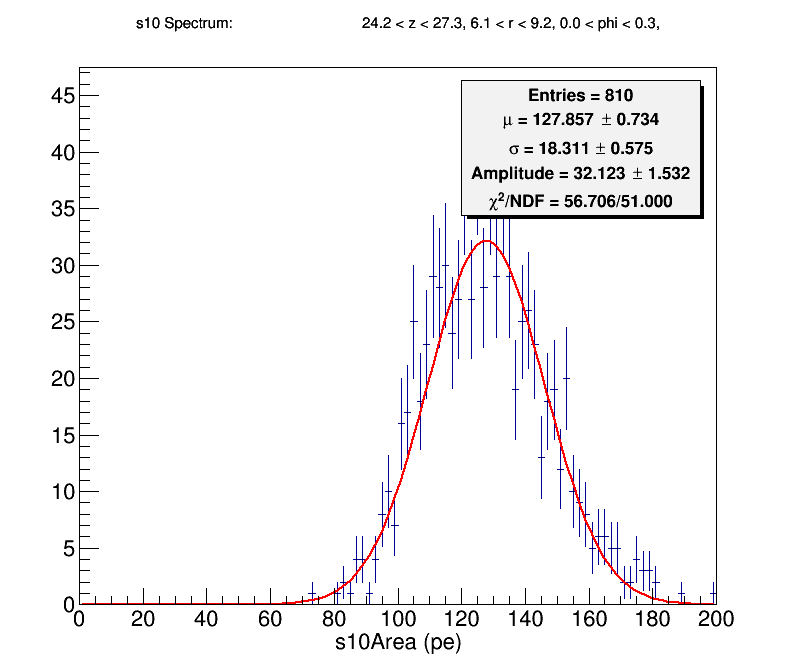 s10 Spectrum: 24.2 < z < 27.3, 6.1 < r < 9.2, 0.0 < phi < 0.3,
Entries = 810
μ = 127.857 ± 0.734
σ = 18.311 ± 0.575
Amplitude = 32.123 ± 1.532
χ²/NDF = 56.706/51.000
45
40
35
30
25
20
15
10
5
0
0 20 40 60 80 100 120 140 160 180 200
s10Area (pe)